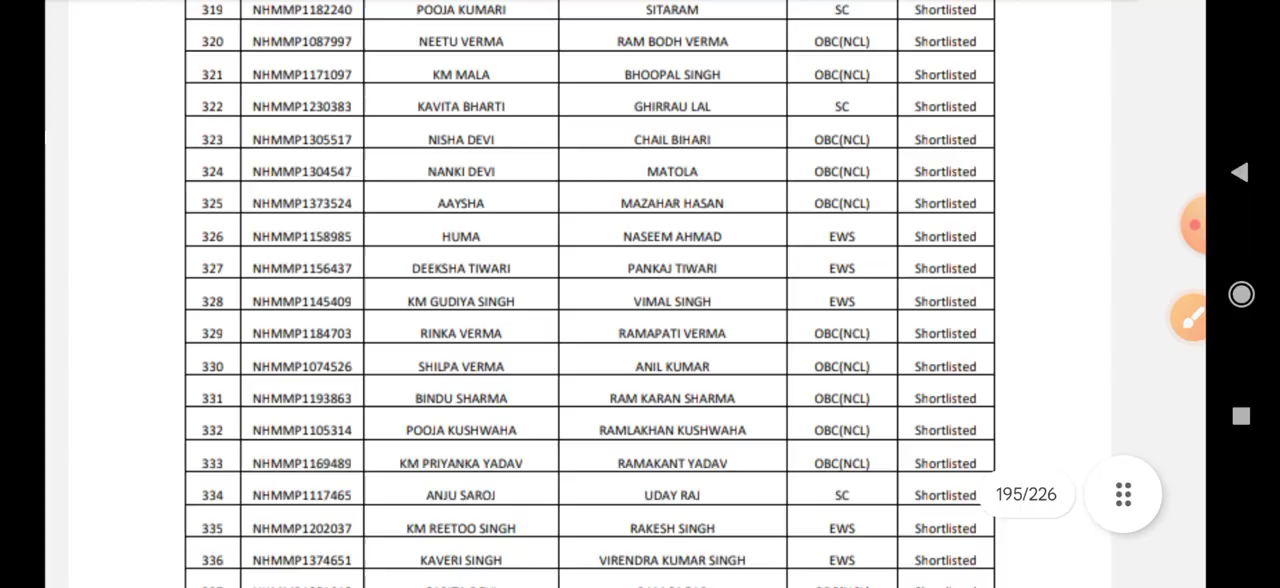 319 NHMMP1182240 POOJA KUMARI SITARAM SC Shortlisted
320 NHMMP1087997 NEETU VERMA RAM BODH VERMA OBC(NCL) Shortlisted
321 NHMMP1171097 KM MALA BHOOPAL SINGH OBC(NCL) Shortlisted
322 NHMMP1230383 KAVITA BHARTI GHIRRAU LAL SC Shortlisted
323 NHMMP1305517 NISHA DEVI CHAIL BIHARI OBC(NCL) Shortlisted
324 NHMMP1304547 NANKI DEVI MATOLA OBC(NCL) Shortlisted
325 NHMMP1373524 AAYSHA MAZAHAR HASAN OBC(NCL) Shortlisted
326 NHMMP1158985 HUMA NASEEM AHMAD EWS Shortlisted
327 NHMMP1156437 DEEKSHA TIWARI PANKAJ TIWARI EWS Shortlisted
328 NHMMP1145409 KM GUDIYA SINGH VIMAL SINGH EWS Shortlisted
329 NHMMP1184703 RINKA VERMA RAMAPATI VERMA OBC(NCL) Shortlisted
330 NHMMP1074526 SHILPA VERMA ANIL KUMAR OBC(NCL) Shortlisted
331 NHMMP1193863 BINDU SHARMA RAM KARAN SHARMA OBC(NCL) Shortlisted
332 NHMMP1105314 POOJA KUSHWAHA RAMLAKHAN KUSHWAHA OBC(NCL) Shortlisted
333 NHMMP1169489 KM PRIYANKA YADAV RAMAKANT YADAV OBC(NCL) Shortlisted
334 NHMMP1117465 ANJU SAROJ UDAY RAJ SC Shortlisted
195/226
335 NHMMP1202037 KM REETOO SINGH RAKESH SINGH EWS Shortlisted
336 NHMMP1374651 KAVERI SINGH VIRENDRA KUMAR SINGH EWS Shortlisted